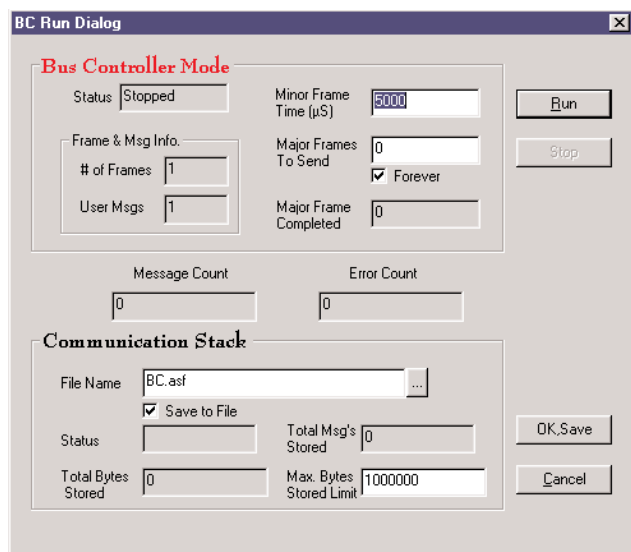 BC Run Dialog
Bus Controller Mode
Status Stopped
Minor Frame
Time (µS)
5000
Run
Frame & Msg Info.
# of Frames 1
User Msgs 1
Major Frames
To Send
0
Forever
Stop
Major Frame
Completed
0
Message Count
0
Error Count
0
Communication Stack
File Name BC.asf ...
Save to File
Status
Total Msg's
Stored
0
OK,Save
Total Bytes
Stored
0
Max. Bytes
Stored Limit
1000000
Cancel